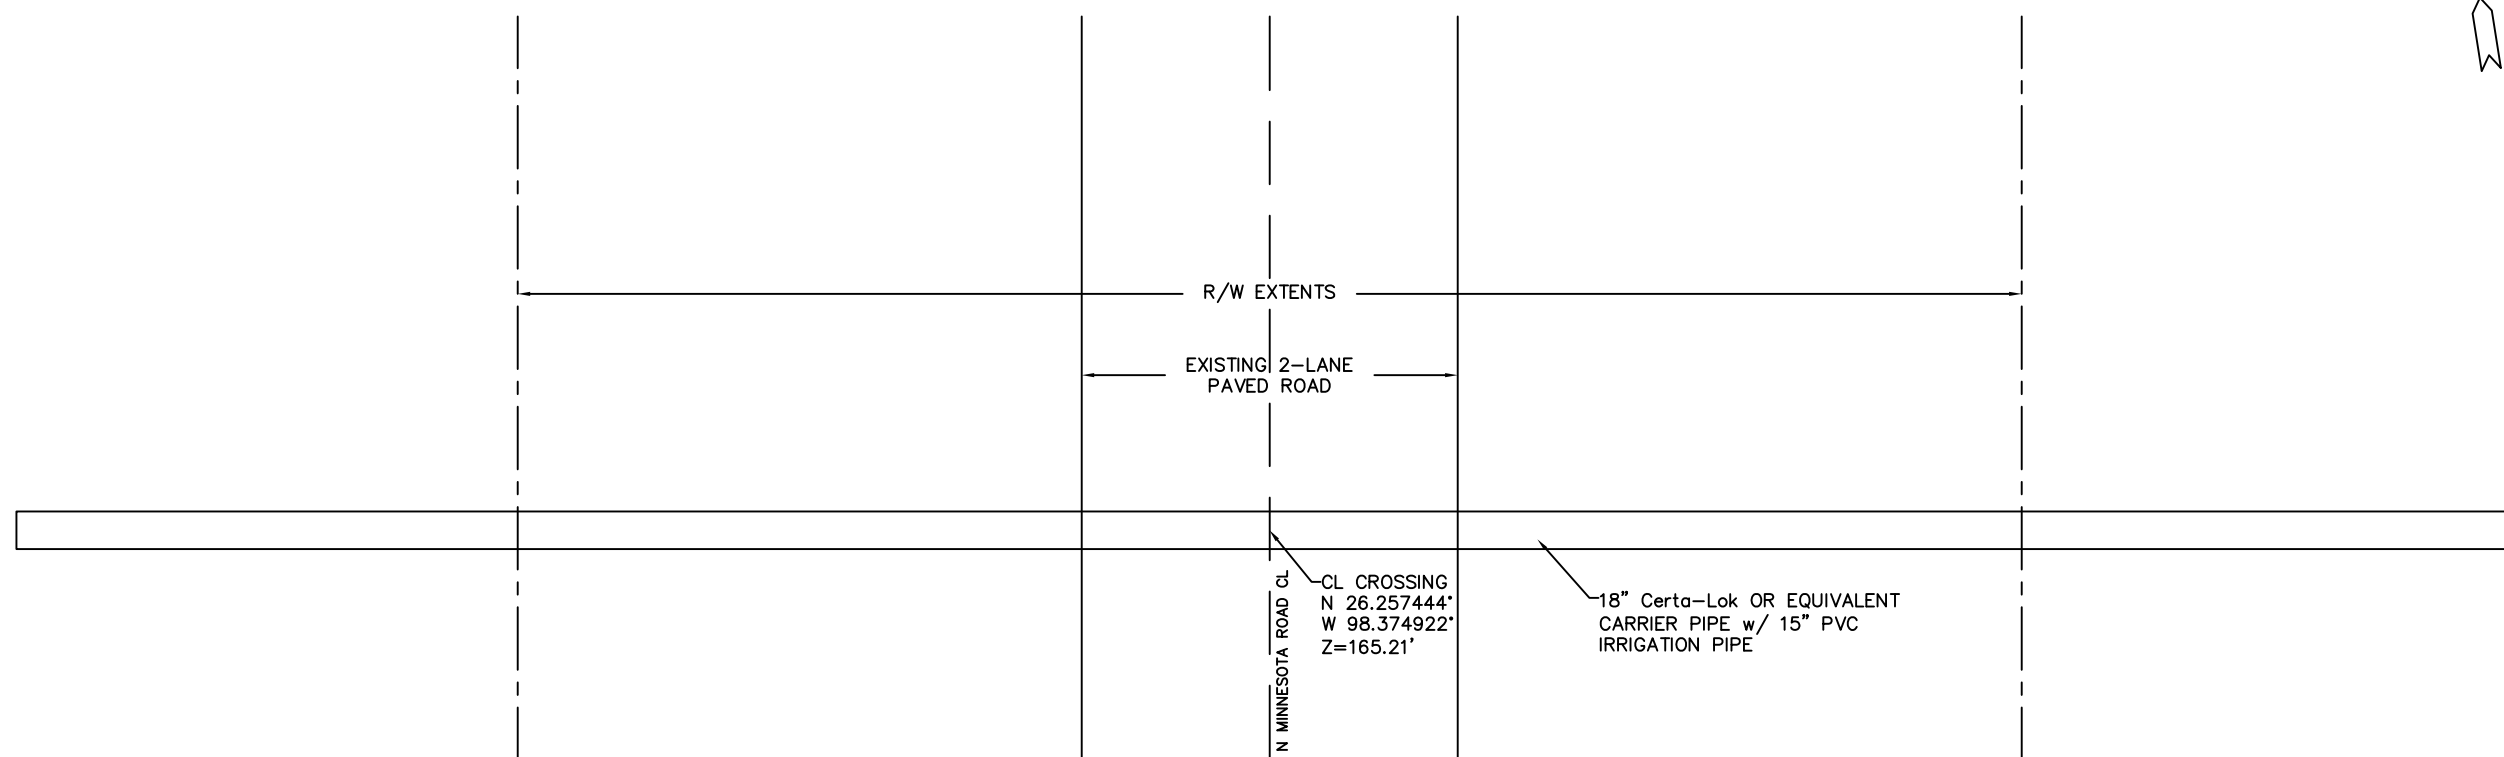 R/W EXTENTS
EXISTING 2-LANE
PAVED ROAD
CL CROSSING
N 26.257444°
W 98.374922°
Z=165.21'
18" Certa-Lok OR EQUIVALENT
CARRIER PIPE w/ 15" PVC
IRRIGATION PIPE
N MINNESOTA ROAD CL